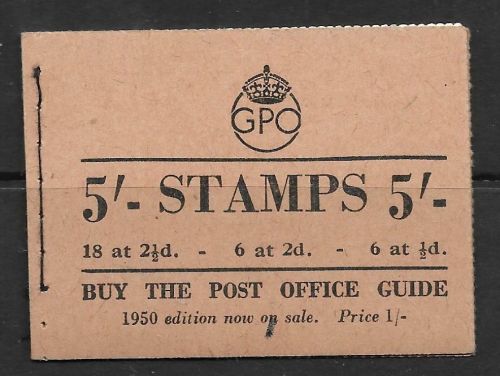 GPO
5/- STAMPS 5/-
18 at 2½d. - 6 at 2d. - 6 at ½d.
BUY THE POST OFFICE GUIDE
1950 edition now on sale. Price 1/-